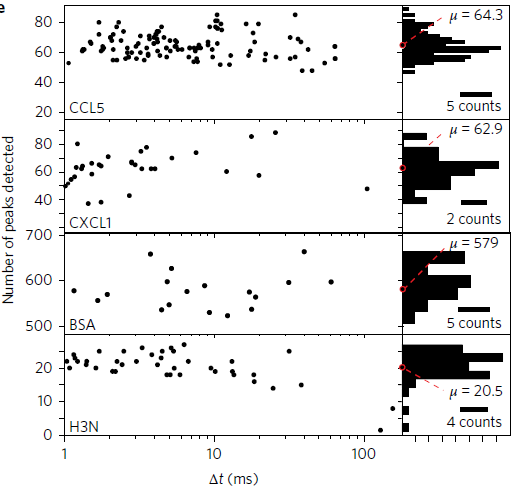 e
Number of peaks detected
80
60
40
20
CCL5
μ = 64.3
5 counts
80
60
40
CXCL1
μ = 62.9
2 counts
700
600
500
BSA
μ = 579
5 counts
20
10
0
H3N
μ = 20.5
4 counts
1 10 100
Δt (ms)